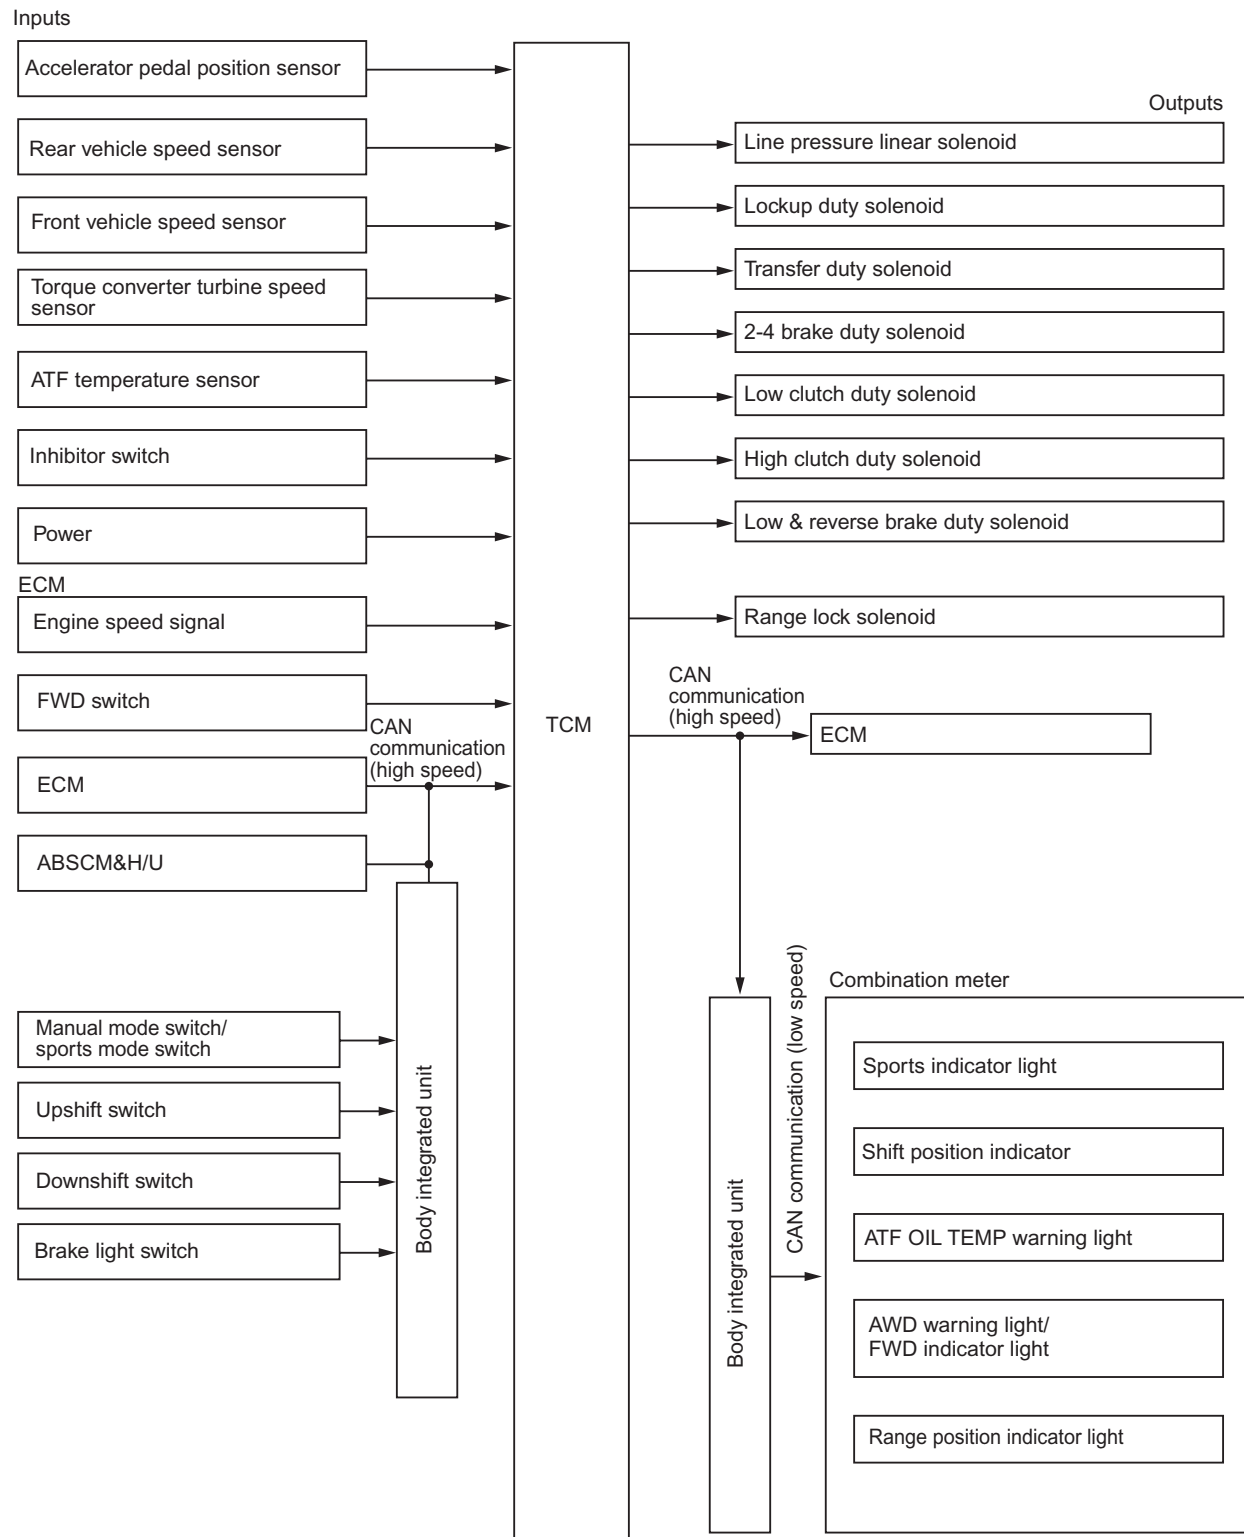 Inputs
Accelerator pedal position sensor
Rear vehicle speed sensor
Front vehicle speed sensor
Torque converter turbine speed
sensor
ATF temperature sensor
Inhibitor switch
Power
ECM
Engine speed signal
FWD switch
CAN
communication
(high speed)
ECM
ABSCM&H/U
Manual mode switch/
sports mode switch
Upshift switch
Downshift switch
Brake light switch
Body integrated unit
TCM
Outputs
Line pressure linear solenoid
Lockup duty solenoid
Transfer duty solenoid
2-4 brake duty solenoid
Low clutch duty solenoid
High clutch duty solenoid
Low & reverse brake duty solenoid
Range lock solenoid
CAN
communication
(high speed)
ECM
Body integrated unit
CAN communication (low speed)
Combination meter
Sports indicator light
Shift position indicator
ATF OIL TEMP warning light
AWD warning light/
FWD indicator light
Range position indicator light